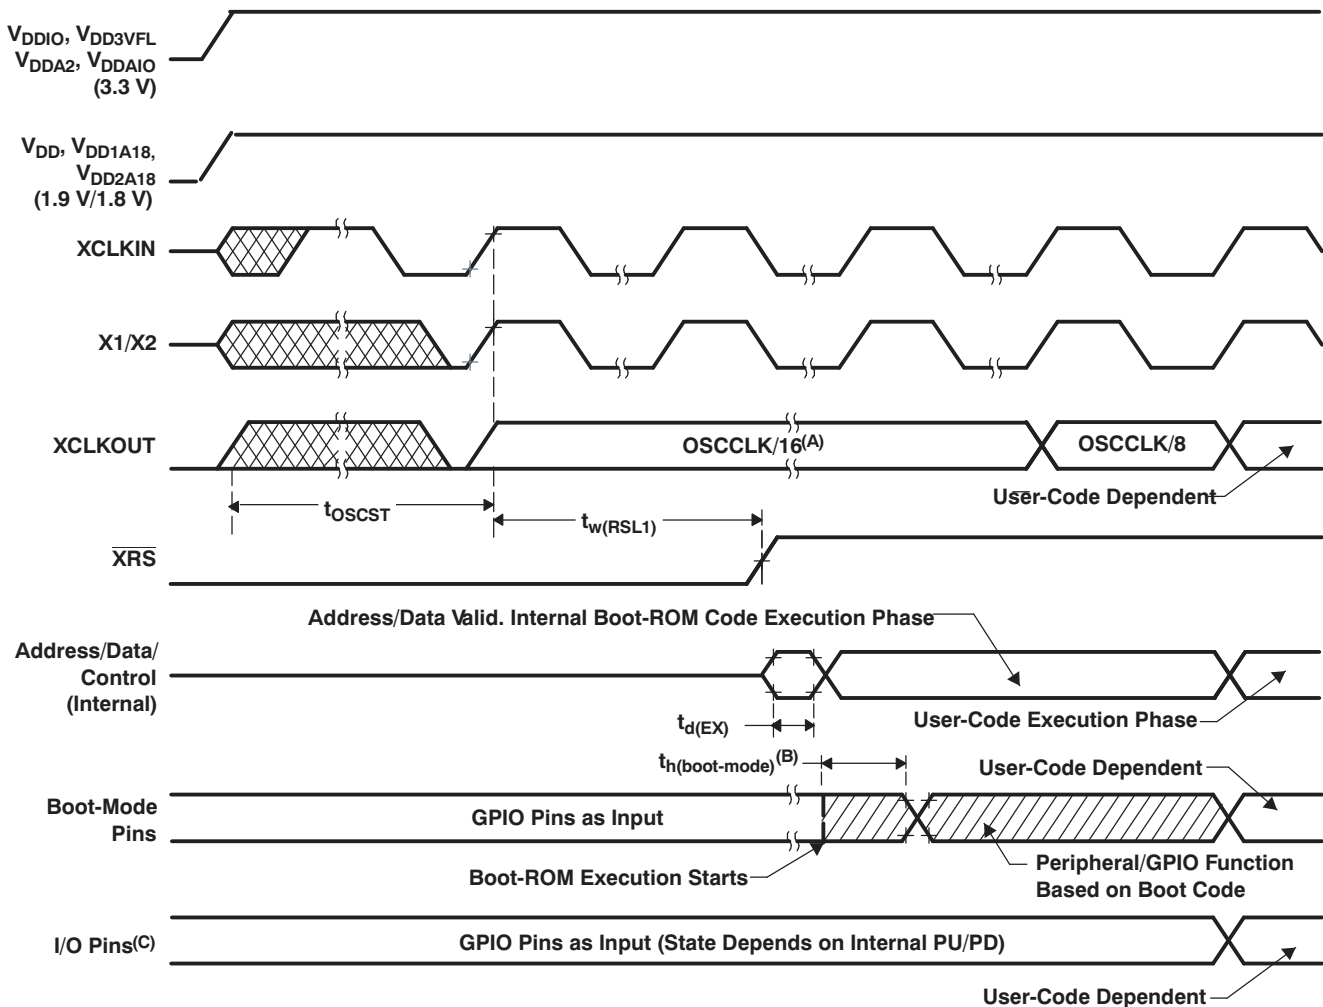 VDDIO, VDD3VFL
VDDA2, VDDAIO
(3.3 V)
VDD, VDD1A18,
VDD2A18
(1.9 V/1.8 V)
XCLKIN
X1/X2
XCLKOUT
OSCCLK/16(A)
OSCCLK/8
User-Code Dependent
tOSCST
tw(RSL1)
XRS
Address/Data Valid. Internal Boot-ROM Code Execution Phase
Address/Data/
Control
(Internal)
td(EX)
User-Code Execution Phase
th(boot-mode)(B)
User-Code Dependent
Boot-Mode
Pins
GPIO Pins as Input
Boot-ROM Execution Starts
Peripheral/GPIO Function
Based on Boot Code
I/O Pins(C)
GPIO Pins as Input (State Depends on Internal PU/PD)
User-Code Dependent